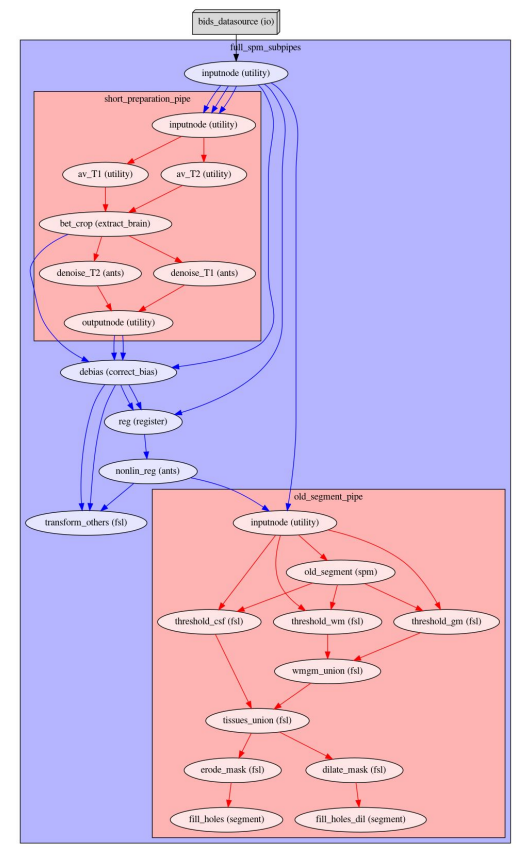 bids_datasource (io)
full_spm_subpipes
inputnode (utility)
short_preparation_pipe
inputnode (utility)
av_T1 (utility)
av_T2 (utility)
bet_crop (extract_brain)
denoise_T2 (ants)
denoise_T1 (ants)
outputnode (utility)
debias (correct_bias)
reg (register)
nonlin_reg (ants)
old_segment_pipe
transform_others (fsl)
inputnode (utility)
old_segment (spm)
threshold_csf (fsl)
threshold_wm (fsl)
threshold_gm (fsl)
wmgm_union (fsl)
tissues_union (fsl)
erode_mask (fsl)
dilate_mask (fsl)
fill_holes (segment)
fill_holes_dil (segment)